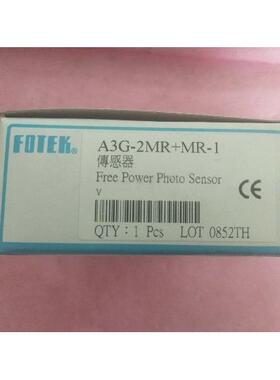 FOTEK®
A3G-2MR+MR-1
傳感器
Free Power Photo Sensor
v
CE
QTY : 1 Pcs LOT 0852TH